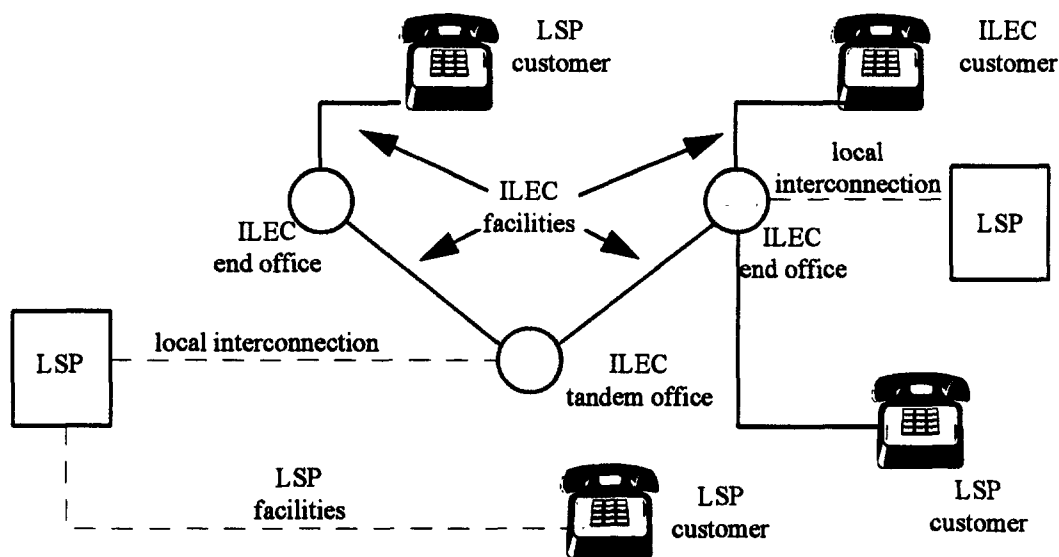 LSP
customer
ILEC
customer
local
interconnection
ILEC
facilities
LSP
ILEC
end office
ILEC
end office
local interconnection
LSP
ILEC
tandem office
LSP
facilities
LSP
customer
LSP
customer